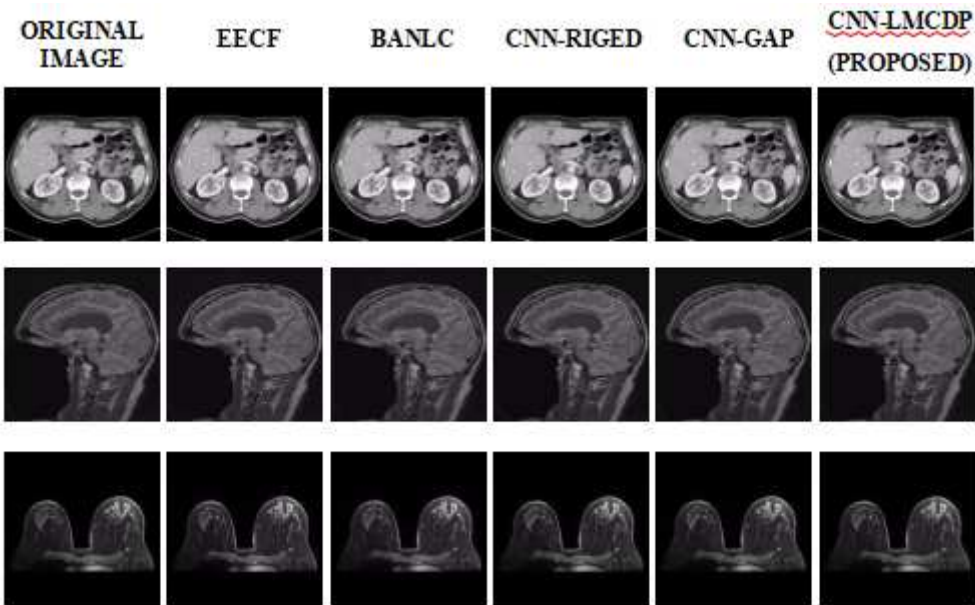 ORIGINAL IMAGE
EECF
BANLC
CNN-RIGED
CNN-GAP
CNN-LMCDP
(PROPOSED)